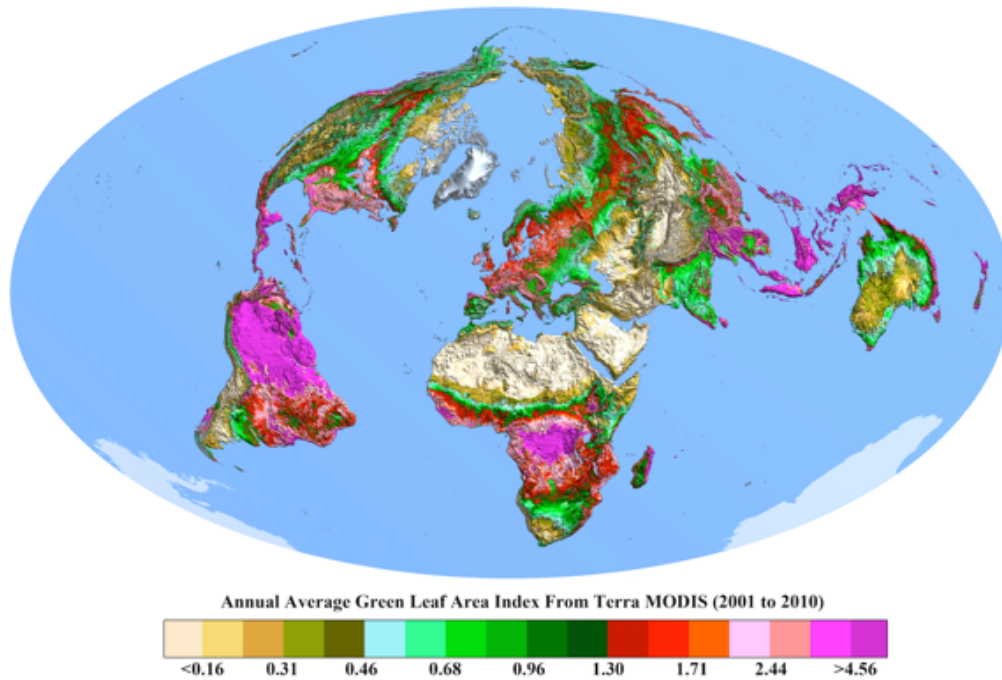 Annual Average Green Leaf Area Index From Terra MODIS (2001 to 2010)
<0.16 0.31 0.46 0.68 0.96 1.30 1.71 2.44 >4.56